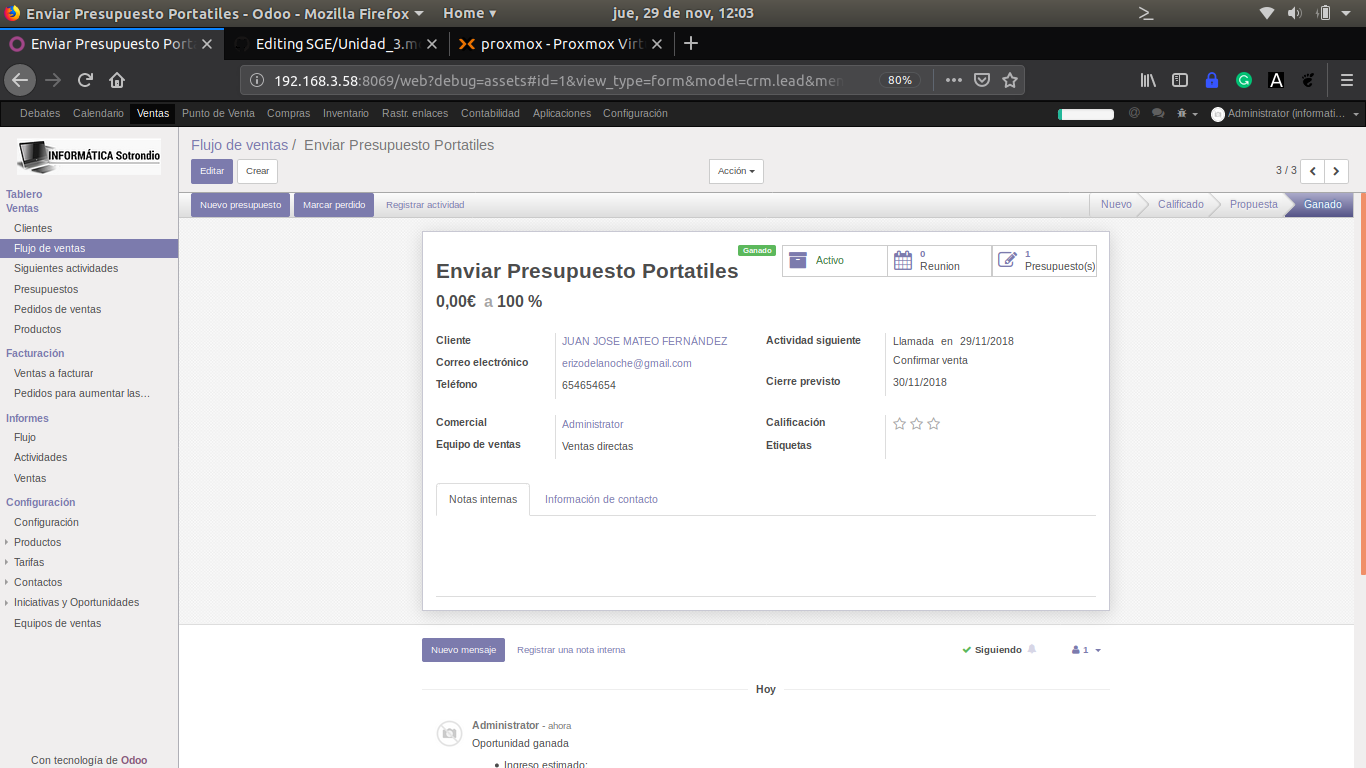 Enviar Presupuesto Portatiles - Odoo - Mozilla Firefox ▾ Home ▾ jue, 29 de nov, 12:03
Enviar Presupuesto Port Editing SGE/Unidad_3.m proxmox - Proxmox Virt
192.168.3.58:8069/web?debug=assets#id=1&view_type=form&model=crm.lead&me 80%
Debates Calendario Ventas Punto de Venta Compras Inventario Rastr. enlaces Contabilidad Aplicaciones Configuración Administrator (informati...
INFORMÁTICA Sotrondio
Flujo de ventas / Enviar Presupuesto Portatiles
Editar Crear Acción 3 / 3
Tablero
Ventas
Clientes
Flujo de ventas
Siguientes actividades
Presupuestos
Pedidos de ventas
Productos
Facturación
Ventas a facturar
Pedidos para aumentar las...
Informes
Flujo
Actividades
Ventas
Configuración
Configuración
Productos
Tarifas
Contactos
Iniciativas y Oportunidades
Equipos de ventas
Con tecnología de Odoo
Nuevo presupuesto Marcar perdido Registrar actividad Nuevo Calificado Propuesta Ganado
Ganado
Activo
0 Reunion
1 Presupuesto(s)
Enviar Presupuesto Portatiles
0,00€ a 100 %
Cliente JUAN JOSE MATEO FERNÁNDEZ
Correo electrónico erizodelanoche@gmail.com
Teléfono 654654654
Actividad siguiente Llamada en 29/11/2018
Confirmar venta
Cierre previsto 30/11/2018
Comercial Administrator
Equipo de ventas Ventas directas
Calificación
Etiquetas
Notas internas Información de contacto
Nuevo mensaje Registrar una nota interna Siguiendo 1
Hoy
Administrator - ahora
Oportunidad ganada
• Ingreso estimado: